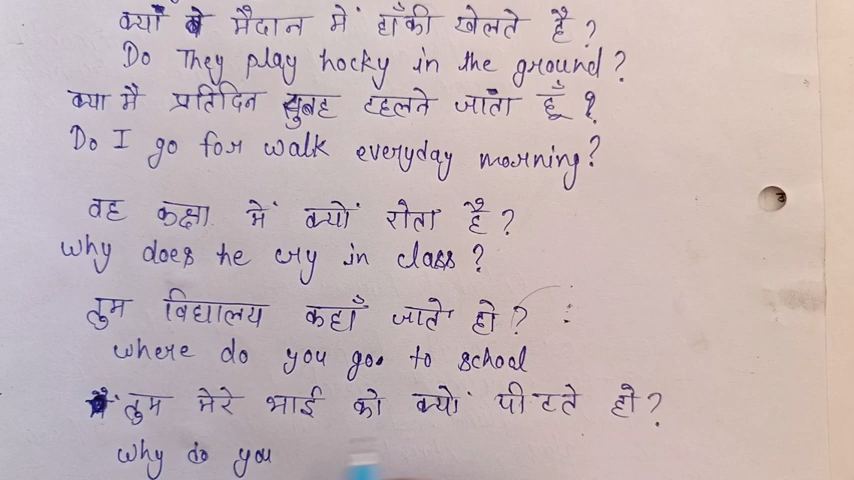 क्यों वे मैदान में हाँकी खेलते है?
Do They play hocky in the ground?
क्या मै प्रतिदिन सुबह टहलने जाता हूँ?
Do I go for walk everyday morning?
वह कक्षा में क्यों रोता है?
Why does he cry in class?
तुम विद्यालय कहाँ जाते हो?
where do you goo to school
तुम मेरे भाई को क्यों पीटते हो?
Why do you